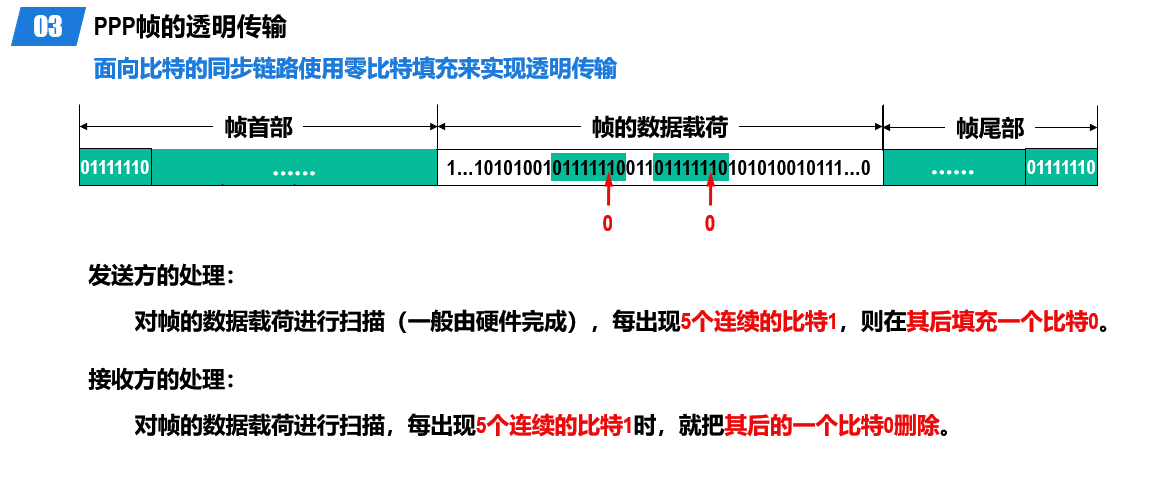 03 PPP帧的透明传输
面向比特的同步链路使用零比特填充来实现透明传输
帧首部 帧的数据载荷 帧尾部
01111110 …… 1…10101001011111100110111111010101001011​1…0 …… 01111110
0 0
发送方的处理：
对帧的数据载荷进行扫描（一般由硬件完成），每出现5个连续的比特1，则在其后填充一个比特0。
接收方的处理：
对帧的数据载荷进行扫描，每出现5个连续的比特1时，就把其后的一个比特0删除。